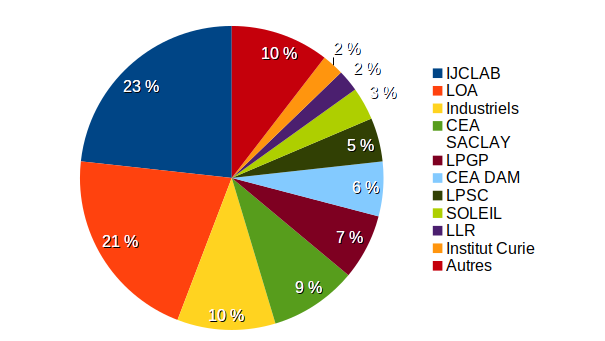 10 %
2 %
2 %
3 %
5 %
6 %
7 %
9 %
10 %
21 %
23 %
IJCLAB
LOA
Industriels
CEA
SACLAY
LPGP
CEA DAM
LPSC
SOLEIL
LLR
Institut Curie
Autres